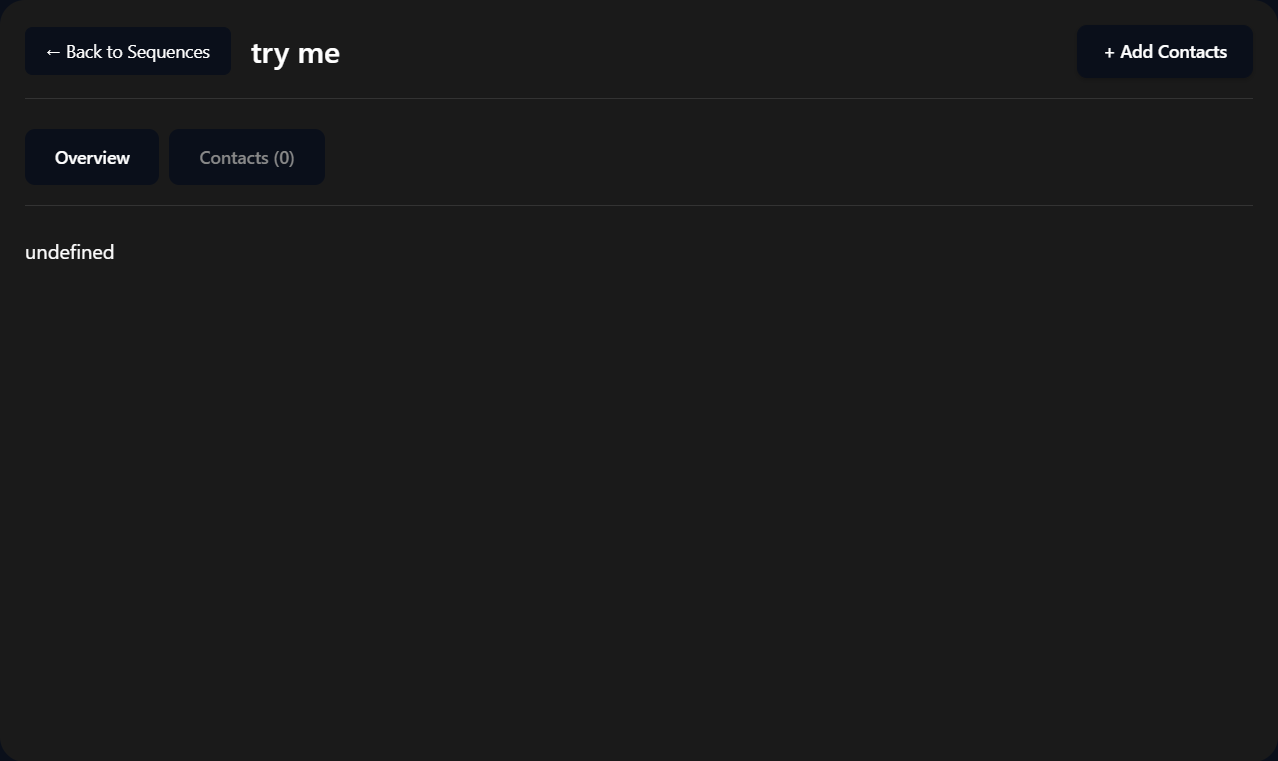 ← Back to Sequences
try me
+ Add Contacts
Overview
Contacts (0)
undefined